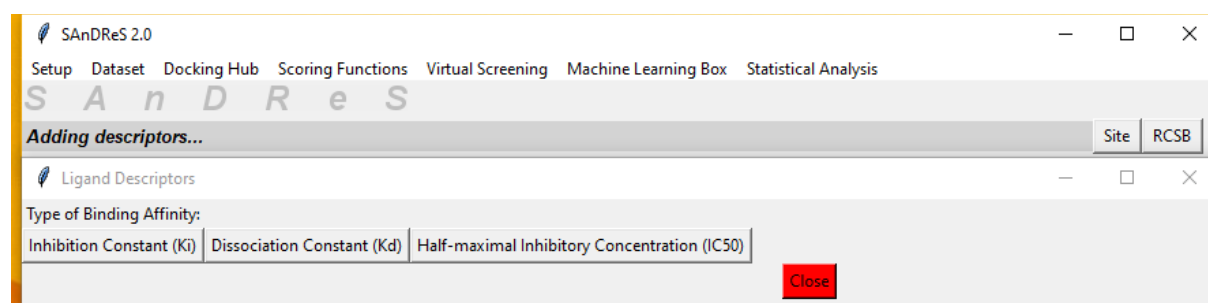 SAnDReS 2.0
Setup Dataset Docking Hub Scoring Functions Virtual Screening Machine Learning Box Statistical Analysis
S A n D R e S
Adding descriptors... Site RCSB
Ligand Descriptors
Type of Binding Affinity:
Inhibition Constant (Ki) Dissociation Constant (Kd) Half-maximal Inhibitory Concentration (IC50)
Close